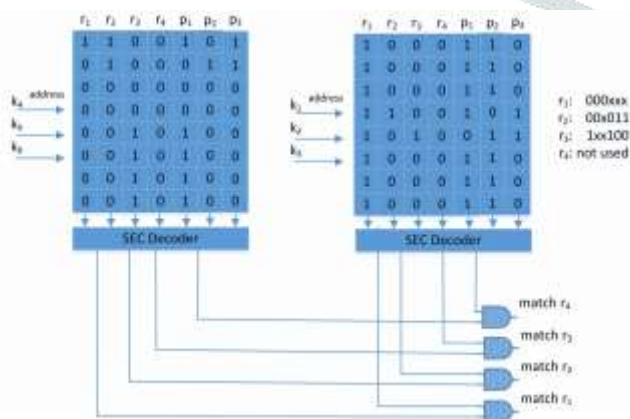 r₁ r₂ r₃ r₄ p₁ p₂ p₃
1 1 0 0 1 0 1
0 1 0 0 0 1 1
0 0 0 0 0 0 0
0 0 0 0 0 0 0
0 0 1 0 1 0 0
0 0 1 0 1 0 0
0 0 1 0 1 0 0
0 0 1 0 1 0 0
address
k₄
k₅
k₆
SEC Decoder
r₁ r₂ r₃ r₄ p₁ p₂ p₃
1 0 0 0 1 1 0
1 0 0 0 1 1 0
1 0 0 0 1 1 0
1 1 0 0 1 0 1
1 0 1 0 0 1 1
1 0 0 0 1 1 0
1 0 0 0 1 1 0
1 0 0 0 1 1 0
address
k₁
k₂
k₃
SEC Decoder
r₁: 000xxx
r₂: 00x011
r₃: 1xx100
r₄: not used
match r₄
match r₃
match r₂
match r₁